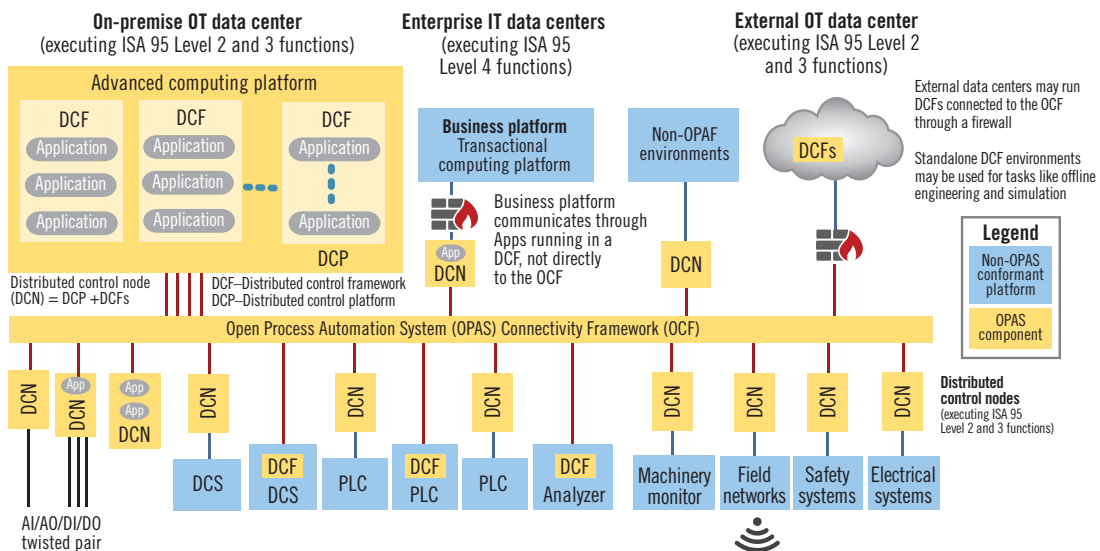 On-premise OT data center
(executing ISA 95 Level 2 and 3 functions)
Enterprise IT data centers
(executing ISA 95
Level 4 functions)
External OT data center
(executing ISA 95 Level 2
and 3 functions)
Advanced computing platform
DCF
Application
Application
Application
DCF
Application
Application
Application
DCF
Application
Application
DCP
Business platform
Transactional
computing platform
Business platform
communicates through
Apps running in a
DCF, not directly
to the OCF
App
DCN
Non-OPAF
environments
DCN
DCFs
External data centers may run
DCFs connected to the OCF
through a firewall
Standalone DCF environments
may be used for tasks like offline
engineering and simulation
Legend
Non-OPAS
conformant
platform
OPAS
component
Distributed control node
(DCN) = DCP +DCFs
DCF–Distributed control framework
DCP–Distributed control platform
Open Process Automation System (OPAS) Connectivity Framework (OCF)
DCN
App
DCN
App
App
DCN
DCN
DCN
DCN
DCN
DCN
DCN
DCN
Distributed
control nodes
(executing ISA 95
Level 2 and 3 functions)
DCS
DCF
DCS
PLC
DCF
PLC
PLC
DCF
Analyzer
Machinery
monitor
Field
networks
Safety
systems
Electrical
systems
AI/AO/DI/DO
twisted pair